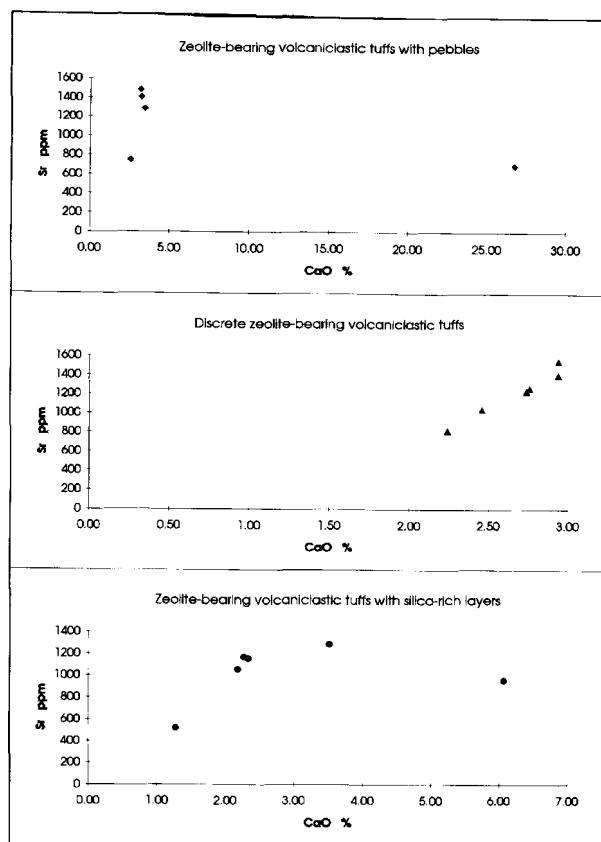 Zeolite-bearing volcaniclastic tuffs with pebbles
1600
1400
1200
1000
800
600
400
200
0
Sr ppm
0.00 5.00 10.00 15.00 20.00 25.00 30.00
CaO %
Discrete zeolite-bearing volcaniclastic tuffs
1600
1400
1200
1000
800
600
400
200
0
Sr ppm
0.00 0.50 1.00 1.50 2.00 2.50 3.00
CaO %
Zeolite-bearing volcaniclastic tuffs with silica-rich layers
1400
1200
1000
800
600
400
200
0
Sr ppm
0.00 1.00 2.00 3.00 4.00 5.00 6.00 7.00
CaO %